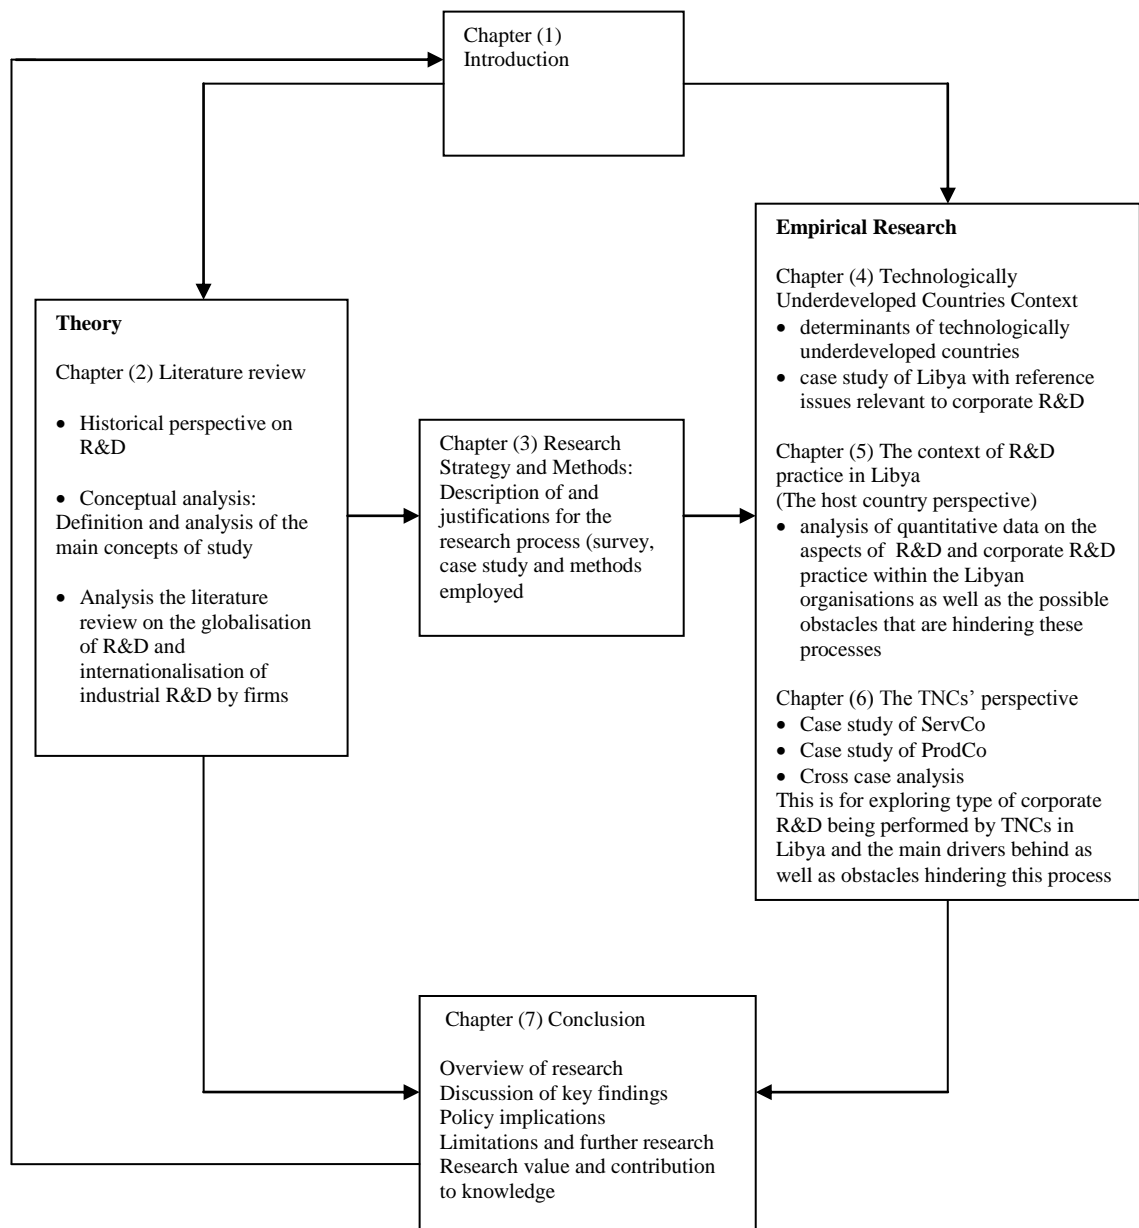 Chapter (1)
Introduction
Theory
Chapter (2) Literature review
• Historical perspective on
R&D
• Conceptual analysis:
Definition and analysis of the
main concepts of study
• Analysis the literature
review on the globalisation
of R&D and
internationalisation of
industrial R&D by firms
Chapter (3) Research
Strategy and Methods:
Description of and
justifications for the
research process (survey,
case study and methods
employed
Empirical Research
Chapter (4) Technologically
Underdeveloped Countries Context
• determinants of technologically
underdeveloped countries
• case study of Libya with reference
issues relevant to corporate R&D
Chapter (5) The context of R&D
practice in Libya
(The host country perspective)
• analysis of quantitative data on the
aspects of R&D and corporate R&D
practice within the Libyan
organisations as well as the possible
obstacles that are hindering these
processes
Chapter (6) The TNCs’ perspective
• Case study of ServCo
• Case study of ProdCo
• Cross case analysis
This is for exploring type of corporate
R&D being performed by TNCs in
Libya and the main drivers behind as
well as obstacles hindering this process
Chapter (7) Conclusion
Overview of research
Discussion of key findings
Policy implications
Limitations and further research
Research value and contribution
to knowledge